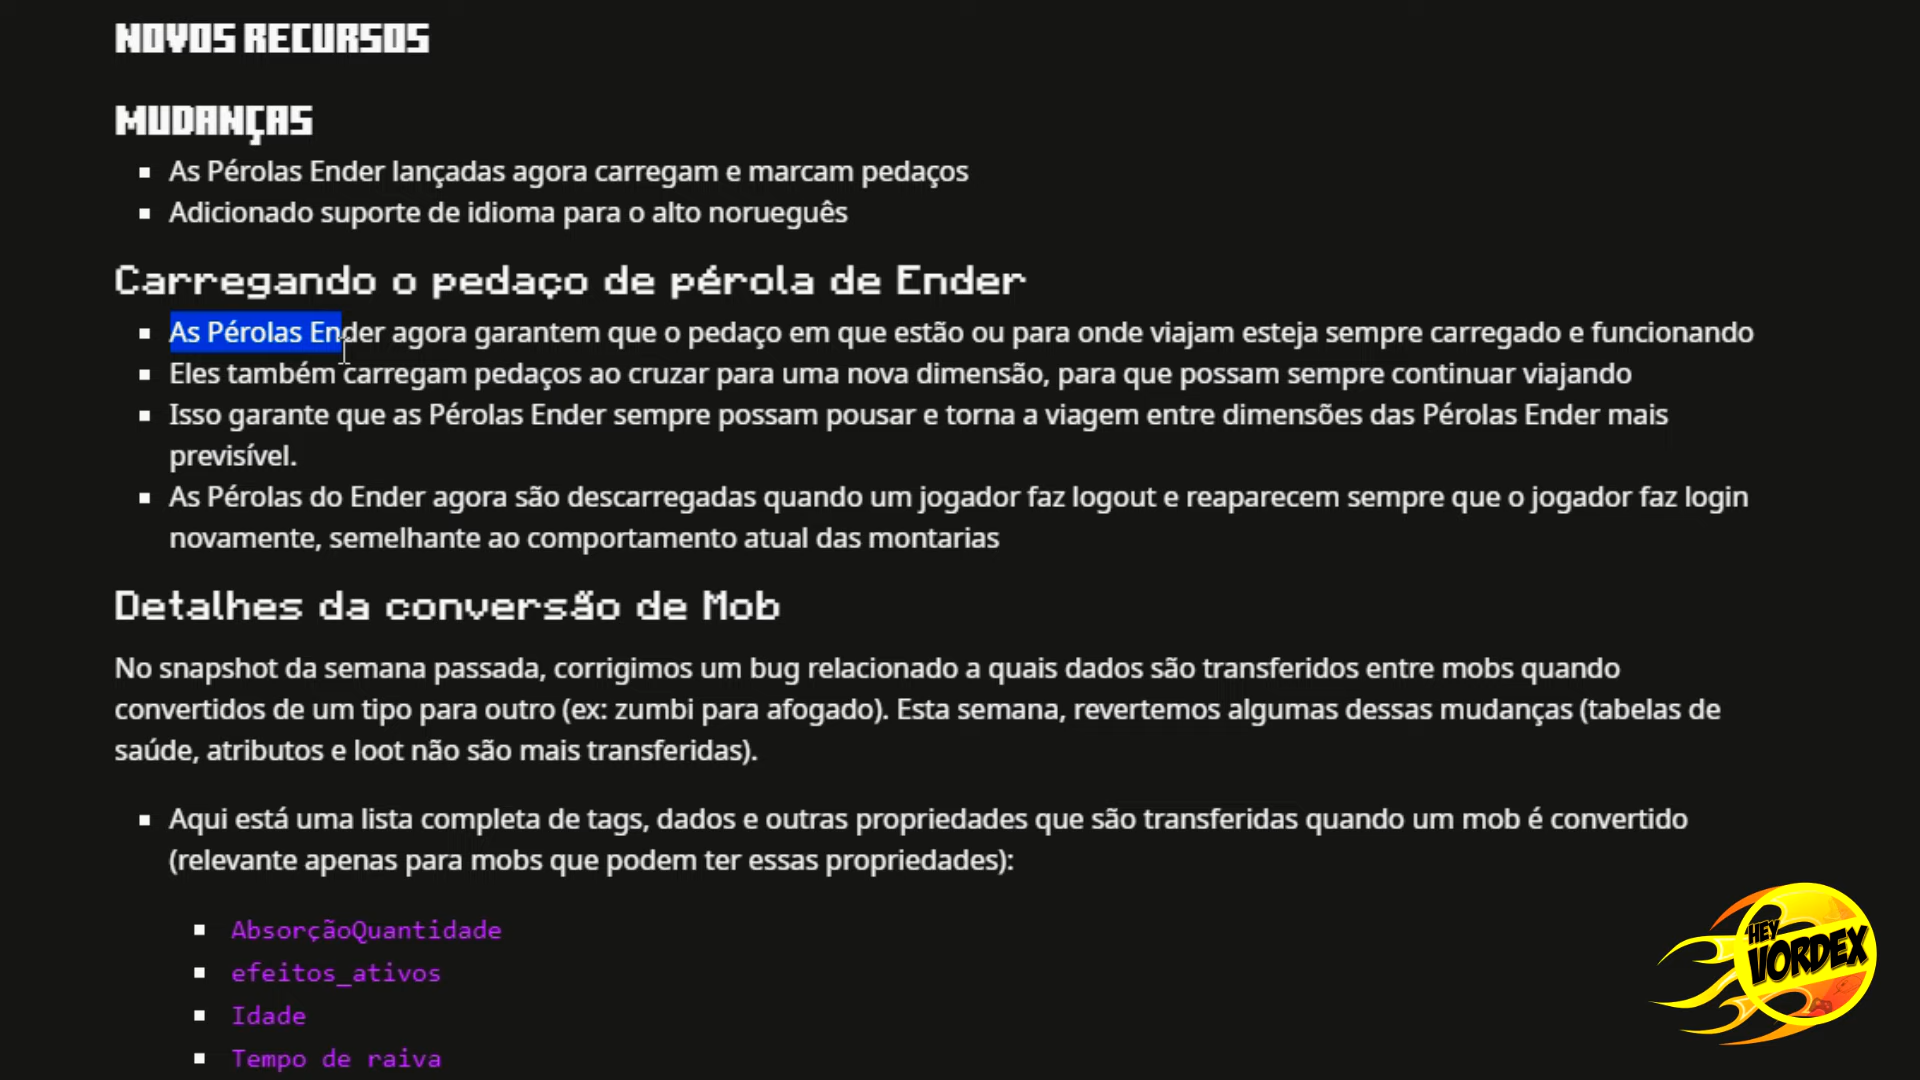 NOVOS RECURSOS
MUDANÇAS
As Pérolas Ender lançadas agora carregam e marcam pedaços
Adicionado suporte de idioma para o alto norueguês
Carregando o pedaço de pérola de Ender
As Pérolas Ender agora garantem que o pedaço em que estão ou para onde viajam esteja sempre carregado e funcionando
Eles também carregam pedaços ao cruzar para uma nova dimensão, para que possam sempre continuar viajando
Isso garante que as Pérolas Ender sempre possam pousar e torna a viagem entre dimensões das Pérolas Ender mais
previsível.
As Pérolas do Ender agora são descarregadas quando um jogador faz logout e reaparecem sempre que o jogador faz login
novamente, semelhante ao comportamento atual das montarias
Detalhes da conversão de Mob
No snapshot da semana passada, corrigimos um bug relacionado a quais dados são transferidos entre mobs quando
convertidos de um tipo para outro (ex: zumbi para afogado). Esta semana, revertemos algumas dessas mudanças (tabelas de
saúde, atributos e loot não são mais transferidas).
Aqui está uma lista completa de tags, dados e outras propriedades que são transferidas quando um mob é convertido
(relevante apenas para mobs que podem ter essas propriedades):
AbsorçãoQuantidade
efeitos_ativos
Idade
Tempo de raiva
HEY
VORDEX